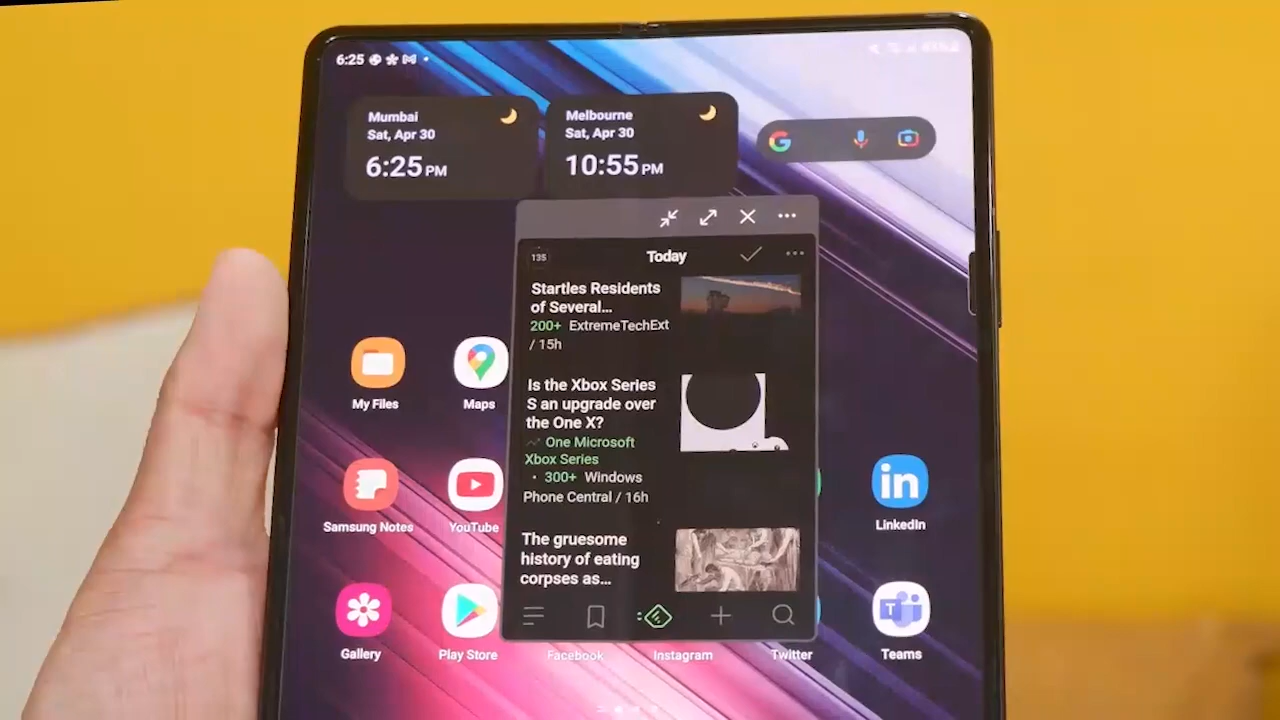 6:25
Mumbai
Sat, Apr 30
6:25 PM
Melbourne
Sat, Apr 30
10:55 PM
135
Today
Startles Residents
of Several...
200+ ExtremeTechExt
/ 15h
Is the Xbox Series
S an upgrade over
the One X?
One Microsoft
Xbox Series
• 300+ Windows
Phone Central / 16h
The gruesome
history of eating
corpses as...
My Files
Maps
Samsung Notes
YouTube
in
LinkedIn
T
Gallery
Play Store
Facebook
Instagram
Twitter
Teams